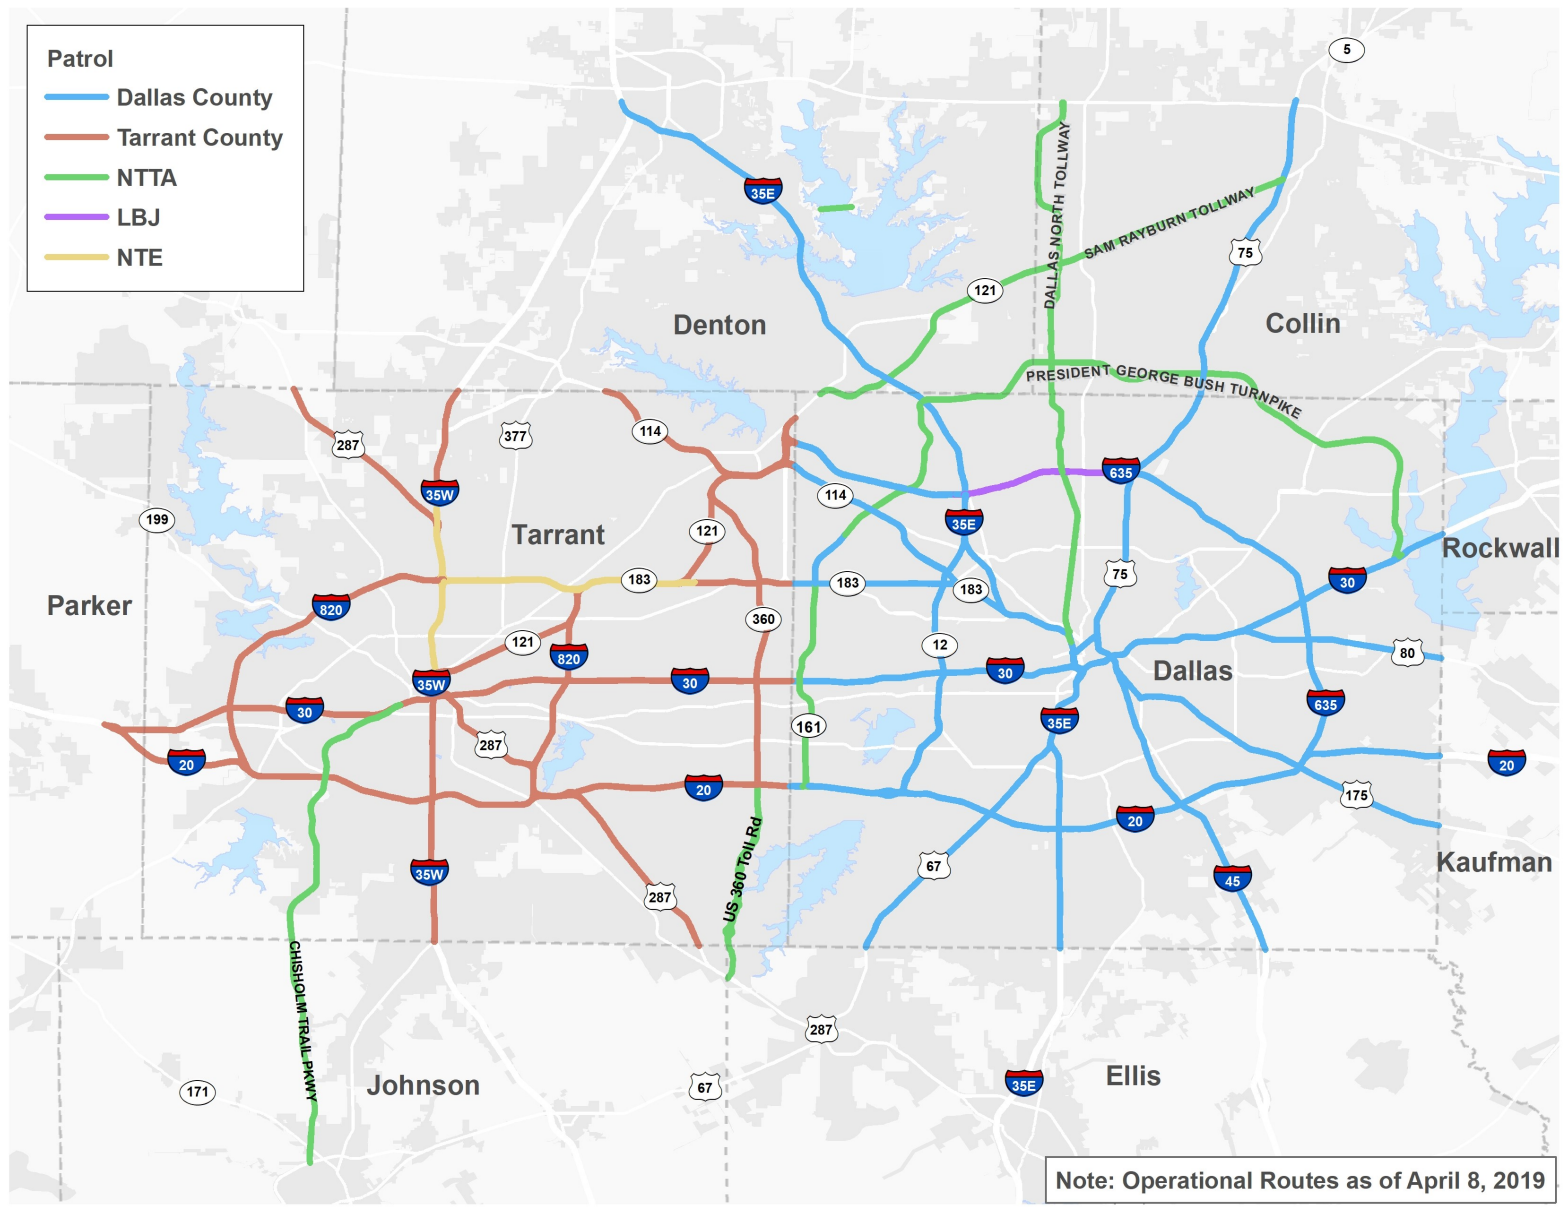 Patrol
Dallas County
Tarrant County
NTTA
LBJ
NTE
5
35E
DALLAS NORTH TOLLWAY
SAM RAYBURN TOLLWAY
75
121
Denton
Collin
PRESIDENT GEORGE BUSH TURNPIKE
287
377
114
35W
635
114
199
Tarrant
121
35E
Rockwall
Parker
820
183
183
183
75
30
360
121
820
12
80
35W
30
30
Dallas
30
635
287
161
35E
20
20
20
20
175
US 360 Toll Rd
35W
287
67
45
Kaufman
CHISHOLM TRAIL PKWY
287
171
Johnson
67
35E
Ellis
Note: Operational Routes as of April 8, 2019